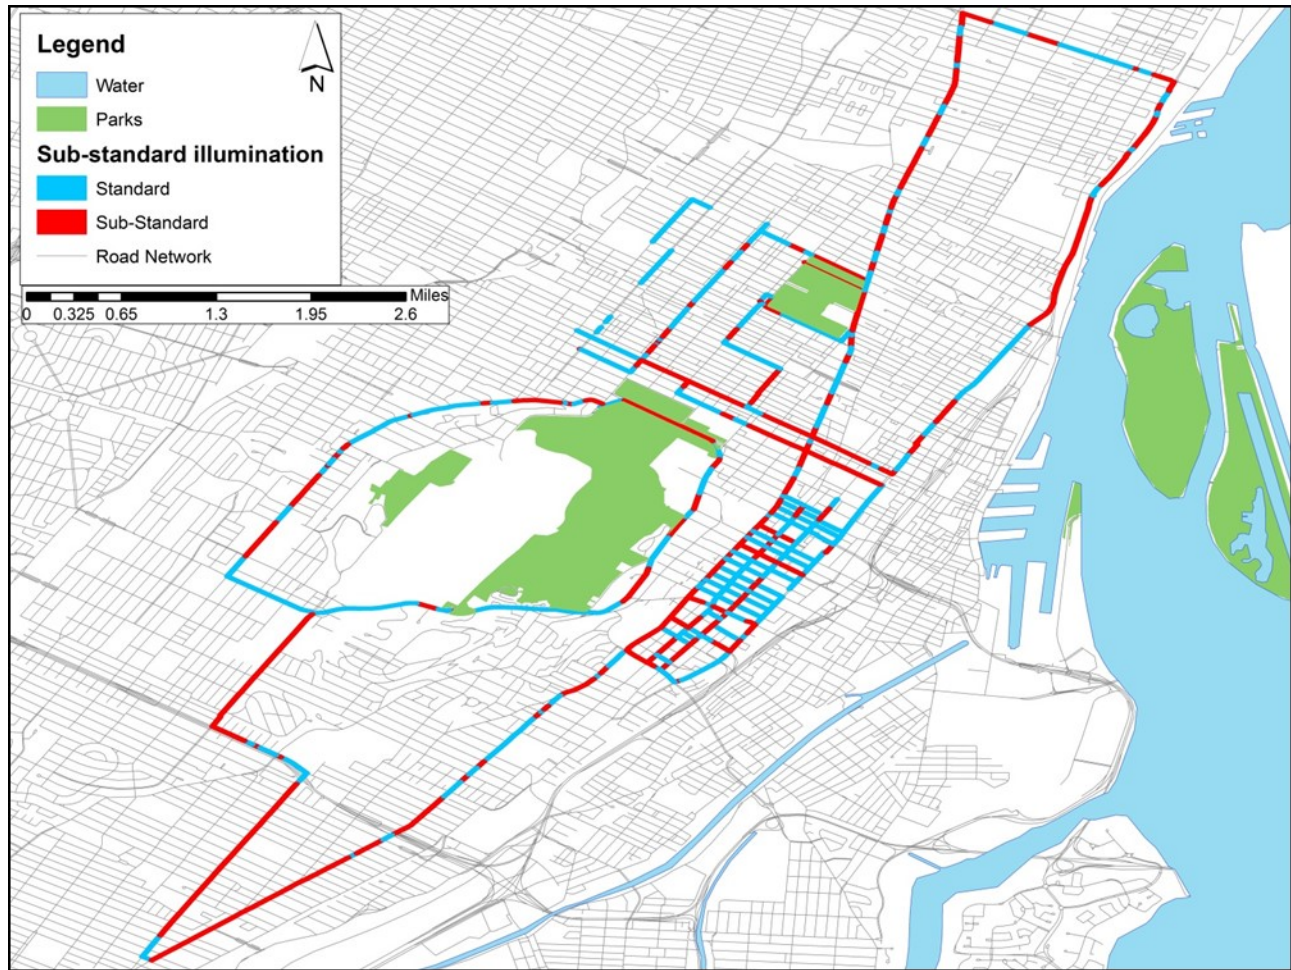 Legend
N
Water
Parks
Sub-standard illumination
Standard
Sub-Standard
Road Network
Miles
0 0.325 0.65 1.3 1.95 2.6